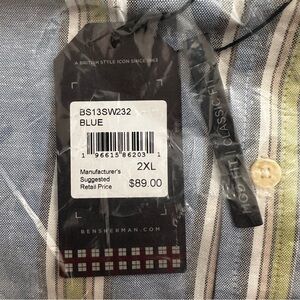 A BRITISH STYLE ICON SINCE 1963
BS13SW232
BLUE
1 96615 86203 1
2XL
Manufacturer's
Suggested
Retail Price
$89.00
BENSHERMAN.COM
CLASSIC FIT